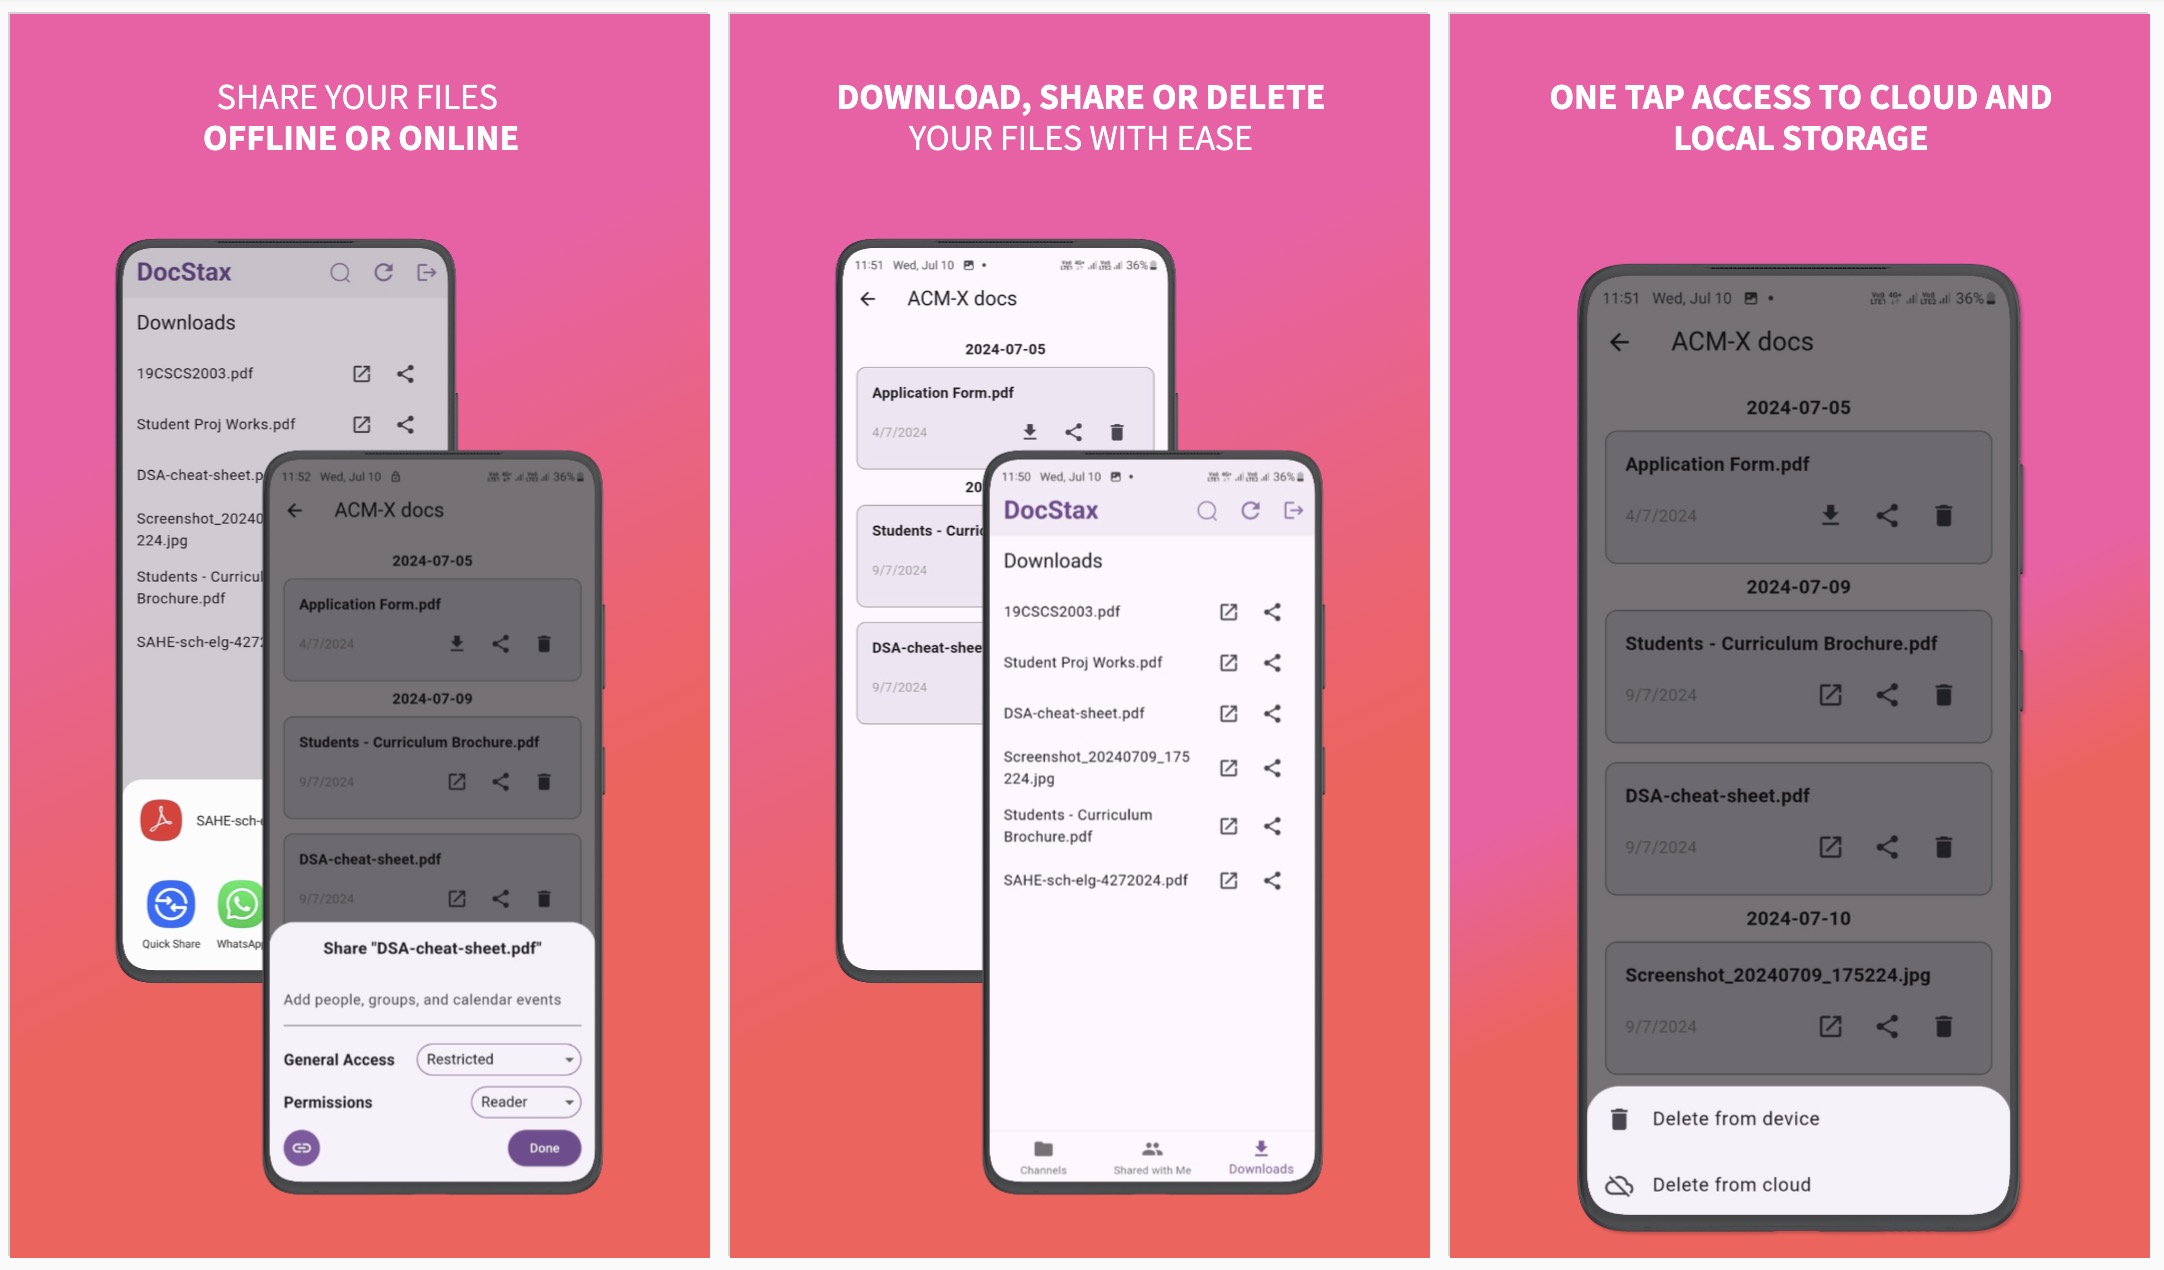 SHARE YOUR FILES
OFFLINE OR ONLINE
DocStax
Downloads
19CSCS2003.pdf
Student Proj Works.pdf
DSA-cheat-sheet.p
Screenshot_20240
224.jpg
Students - Curricul
Brochure.pdf
SAHE-sch-elg-4272
SAHE-sch-e
Quick Share
WhatsApp
11:52 Wed, Jul 10 36%
ACM-X docs
2024-07-05
Application Form.pdf
4/7/2024
2024-07-09
Students - Curriculum Brochure.pdf
9/7/2024
DSA-cheat-sheet.pdf
9/7/2024
Share "DSA-cheat-sheet.pdf"
Add people, groups, and calendar events
General Access Restricted
Permissions Reader
Done
DOWNLOAD, SHARE OR DELETE
YOUR FILES WITH EASE
11:51 Wed, Jul 10 36%
ACM-X docs
2024-07-05
Application Form.pdf
4/7/2024
20
Students - Curric
9/7/2024
DSA-cheat-shee
9/7/2024
11:50 Wed, Jul 10 36%
DocStax
Downloads
19CSCS2003.pdf
Student Proj Works.pdf
DSA-cheat-sheet.pdf
Screenshot_20240709_175
224.jpg
Students - Curriculum
Brochure.pdf
SAHE-sch-elg-4272024.pdf
Channels Shared with Me Downloads
ONE TAP ACCESS TO CLOUD AND
LOCAL STORAGE
11:51 Wed, Jul 10 36%
ACM-X docs
2024-07-05
Application Form.pdf
4/7/2024
2024-07-09
Students - Curriculum Brochure.pdf
9/7/2024
DSA-cheat-sheet.pdf
9/7/2024
2024-07-10
Screenshot_20240709_175224.jpg
9/7/2024
Delete from device
Delete from cloud